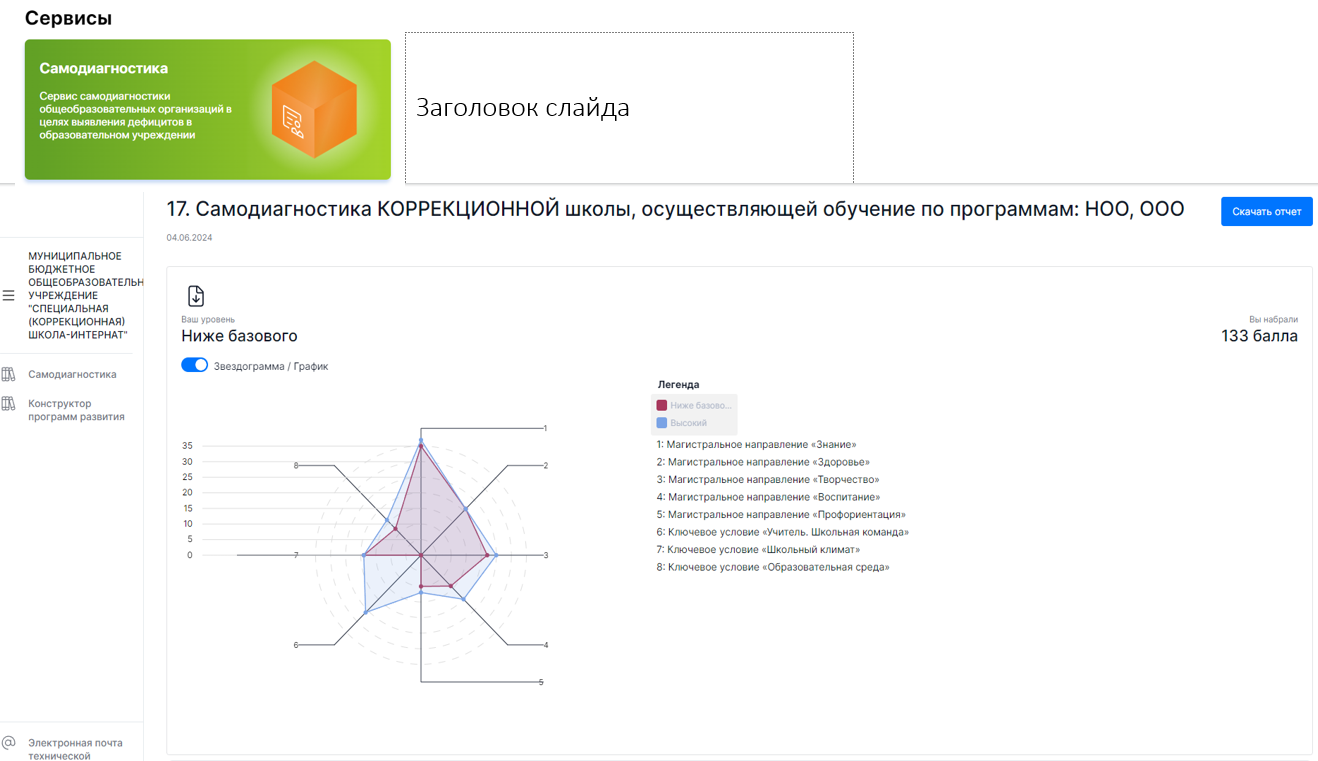 Сервисы
Самодиагностика
Сервис самодиагностики
общеобразовательных организаций в
целях выявления дефицитов в
образовательном учреждении
Заголовок слайда
17. Самодиагностика КОРРЕКЦИОННОЙ школы, осуществляющей обучение по программам: НОО, ООО
Скачать отчет
04.06.2024
МУНИЦИПАЛЬНОЕ
БЮДЖЕТНОЕ
ОБЩЕОБРАЗОВАТЕЛЬН
УЧРЕЖДЕНИЕ
"СПЕЦИАЛЬНАЯ
(КОРРЕКЦИОННАЯ)
ШКОЛА-ИНТЕРНАТ"
Самодиагностика
Конструктор
программ развития
Электронная почта
технической
Ваш уровень
Ниже базового
Вы набрали
133 балла
Звездограмма / График
35
30
25
20
15
10
5
0
1
2
3
4
5
6
7
8
Легенда
Ниже базово...
Высокий
1: Магистральное направление «Знание»
2: Магистральное направление «Здоровье»
3: Магистральное направление «Творчество»
4: Магистральное направление «Воспитание»
5: Магистральное направление «Профориентация»
6: Ключевое условие «Учитель. Школьная команда»
7: Ключевое условие «Школьный климат»
8: Ключевое условие «Образовательная среда»